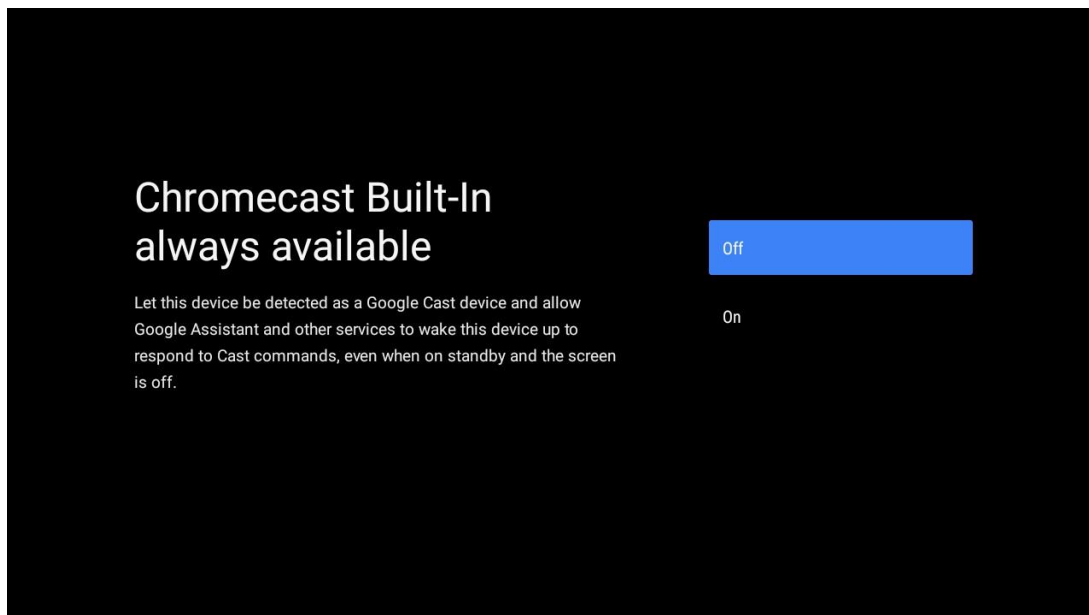 Chromecast Built-In
always available
Let this device be detected as a Google Cast device and allow
Google Assistant and other services to wake this device up to
respond to Cast commands, even when on standby and the screen
is off.
Off
On